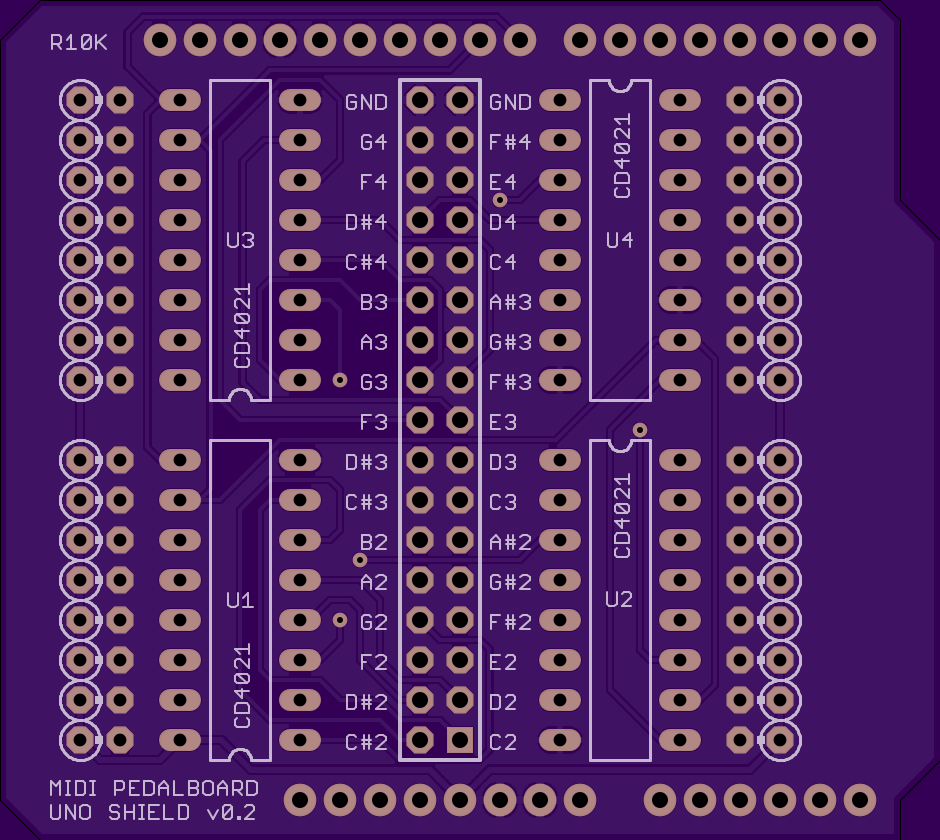 R10K
GND GND
G4 F#4
CD4021
F4 E4
D#4 D4
U3 U4
C#4 C4
B3 A#3
CD4021
A3 G#3
G3 F#3
F3 E3
D#3 D3
C#3 C3
CD4021
B2 A#2
A2 G#2
U1 U2
G2 F#2
F2 E2
CD4021
D#2 D2
C#2 C2
MIDI PEDALBOARD
UNO SHIELD v0.2